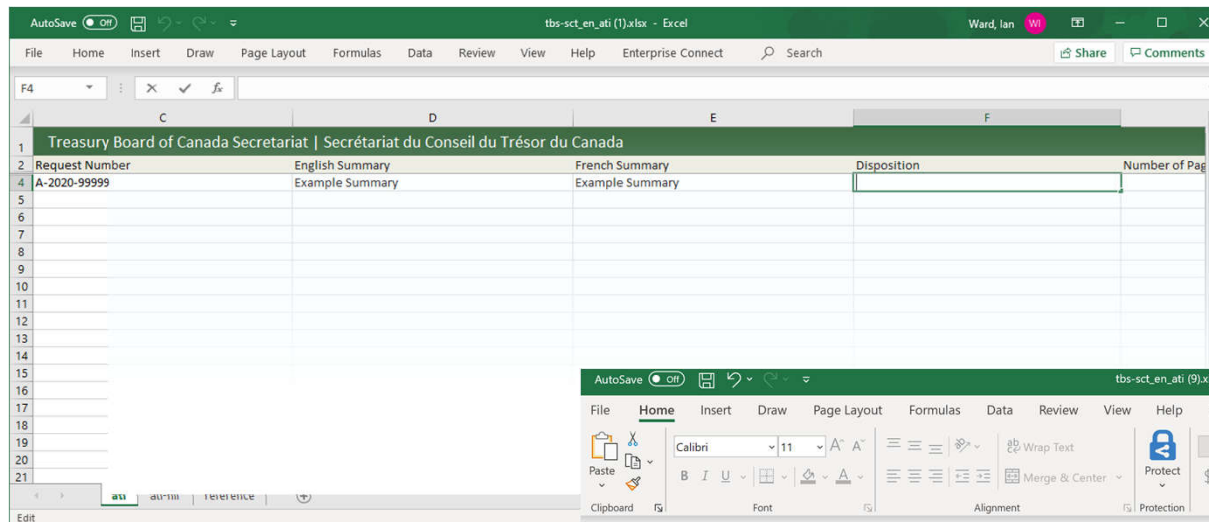 AutoSave Off tbs-sct_en_ati (1).xlsx - Excel Ward, Ian WI
File Home Insert Draw Page Layout Formulas Data Review View Help Enterprise Connect Search Share Comments
F4 fx
C D E F
1 Treasury Board of Canada Secretariat | Secrétariat du Conseil du Trésor du Canada
2 Request Number English Summary French Summary Disposition Number of Pag
4 A-2020-99999 Example Summary Example Summary
5
6
7
8
9
10
11
12
13
14
15
16
17
18
19
20
21
ati ati-nil reference
Edit
AutoSave Off tbs-sct_en_ati (9).x
File Home Insert Draw Page Layout Formulas Data Review View Help
Calibri 11 A A ab Wrap Text
Paste B I U A Merge & Center Protect $
Clipboard Font Alignment Protection